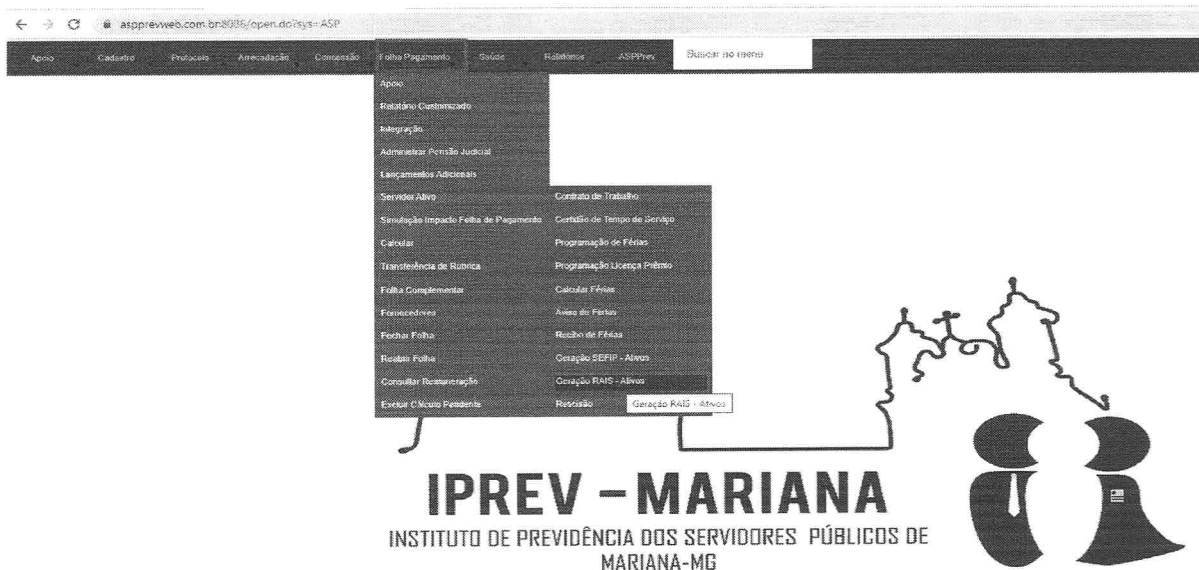 aspprevweb.com.br:8086/open.do?sys=ASP
Apoio Cadastro Protocolo Arrecadação Concessão Folha Pagamento Saúde Relatórios ASPPrev Buscar no menu
Apoio
Relatório Customizado
Integração
Administrar Pensão Judicial
Lançamentos Adicionais
Servidor Ativo Contrato de Trabalho
Simulação Impacto Folha de Pagamento Certidão de Tempo de Serviço
Calcular Programação de Férias
Transferência de Rubrica Programação Licença Prêmio
Folha Complementar Calcular Férias
Fornecedores Aviso de Férias
Fechar Folha Recibo de Férias
Reabrir Folha Geração SEFIP - Ativos
Consultar Remuneração Geração RAIS - Ativos
Excluir Cálculo Pendente Rescisão Geração RAIS - Ativos
IPREV – MARIANA
INSTITUTO DE PREVIDÊNCIA DOS SERVIDORES PÚBLICOS DE
MARIANA-MG